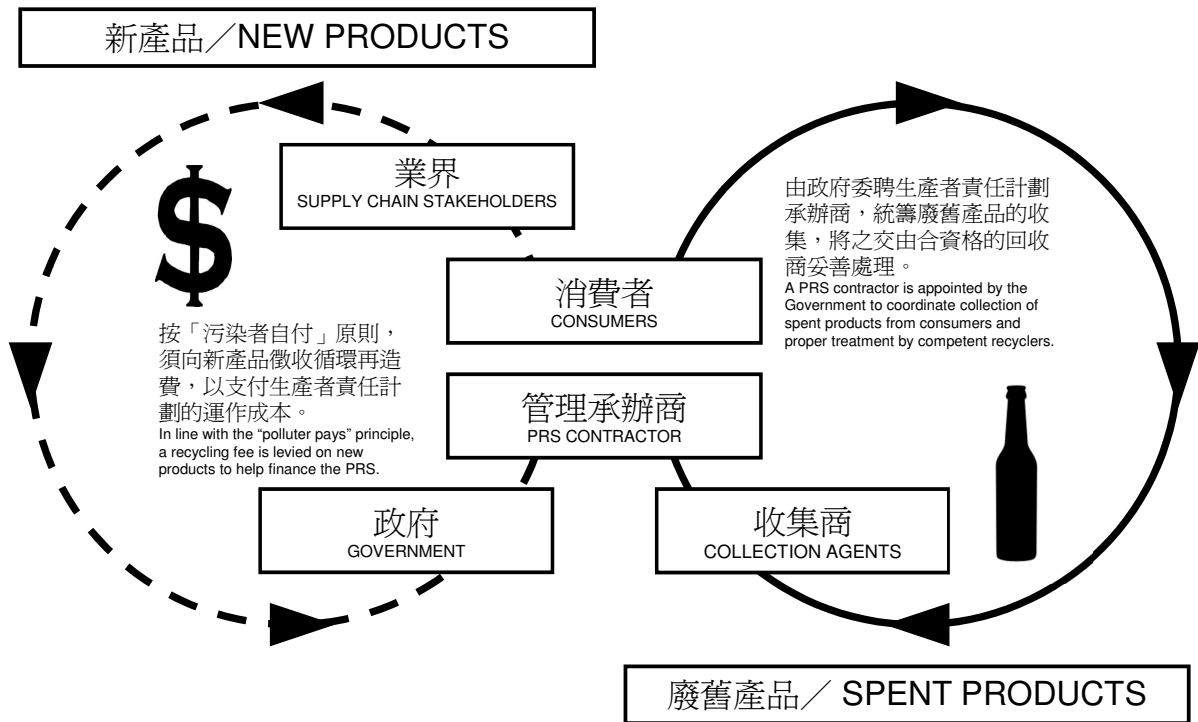 新產品／NEW PRODUCTS
業界
SUPPLY CHAIN STAKEHOLDERS
消費者
CONSUMERS
由政府委聘生產者責任計劃
承辦商，統籌廢舊產品的收
集，將之交由合資格的回收
商妥善處理。
A PRS contractor is appointed by the
Government to coordinate collection of
spent products from consumers and
proper treatment by competent recyclers.
$
按「污染者自付」原則，
須向新產品徵收循環再造
費，以支付生產者責任計
劃的運作成本。
In line with the “polluter pays” principle,
a recycling fee is levied on new
products to help finance the PRS.
管理承辦商
PRS CONTRACTOR
政府
GOVERNMENT
收集商
COLLECTION AGENTS
廢舊產品／ SPENT PRODUCTS